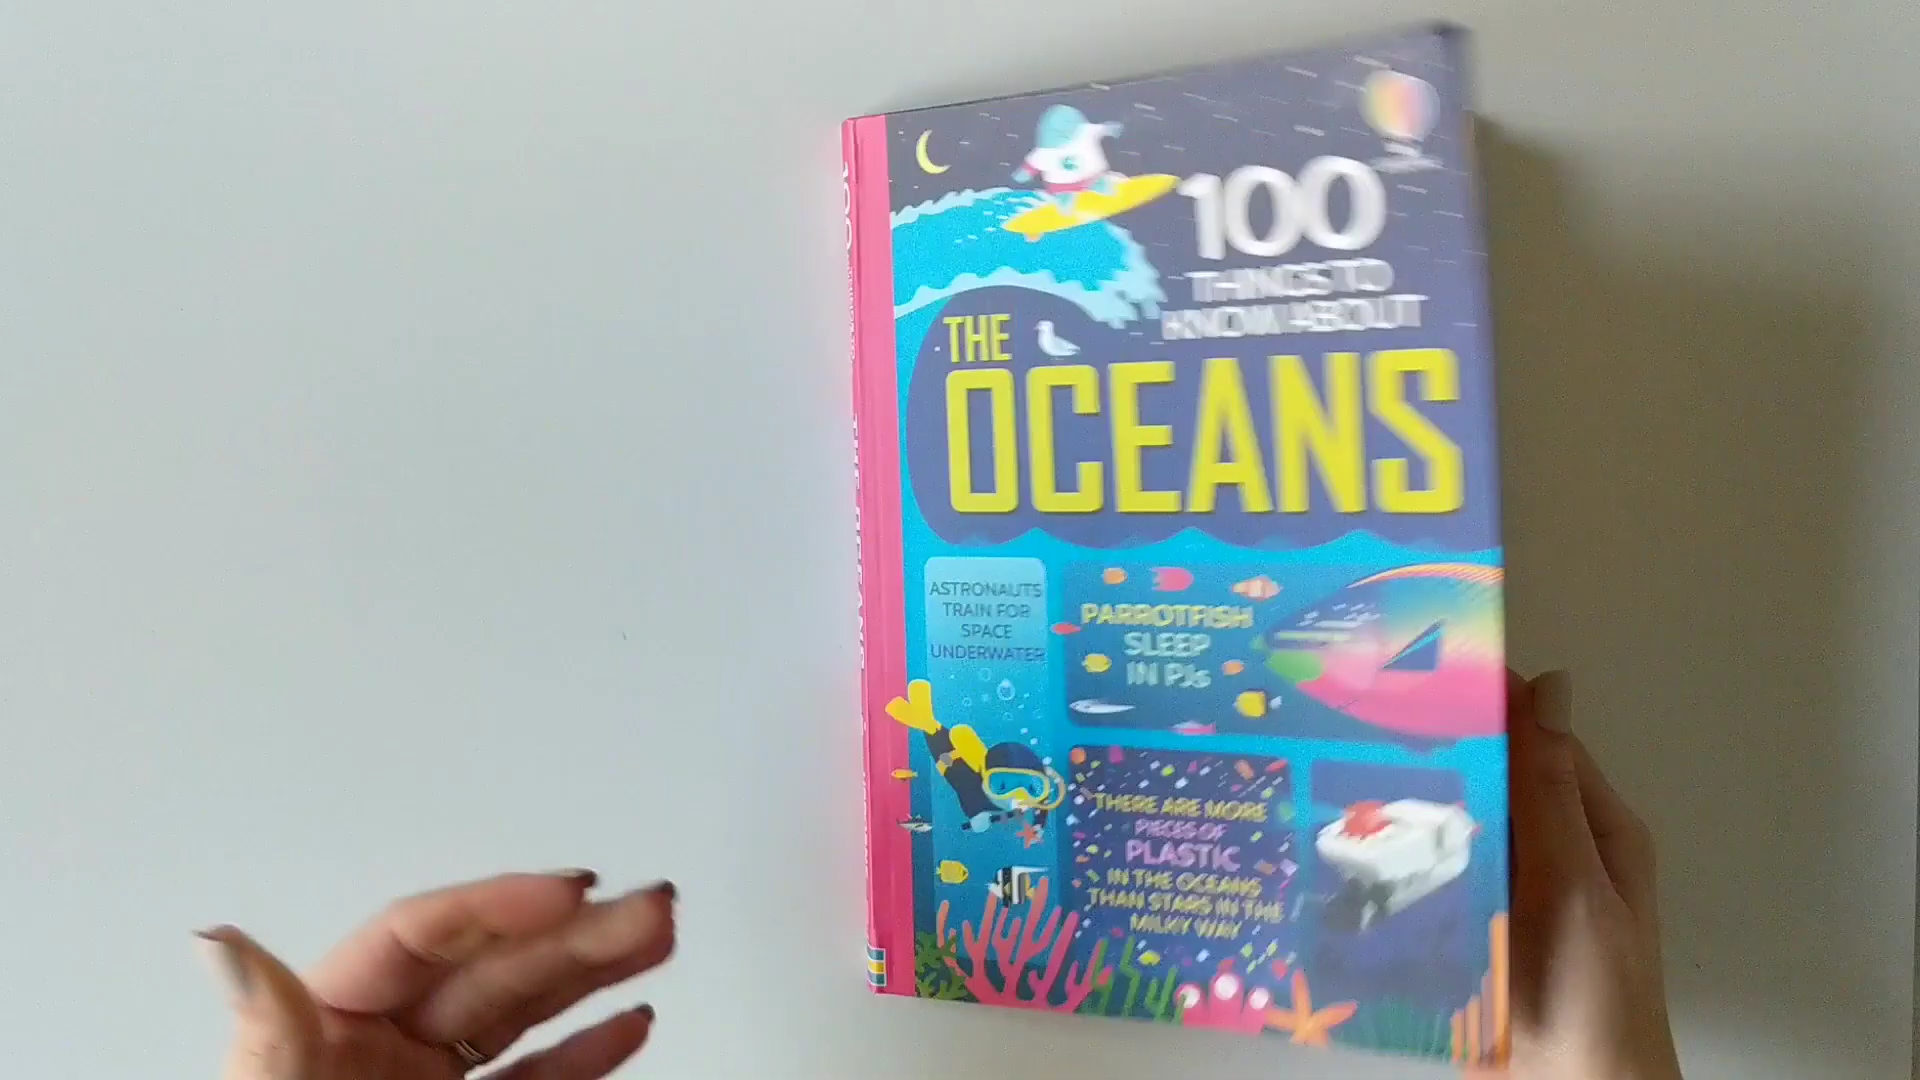 100
THINGS TO
KNOW ABOUT
THE
OCEANS
ASTRONAUTS
TRAIN FOR
SPACE
UNDERWATER
PARROTFISH
SLEEP
IN PJs
THERE ARE MORE
PIECES OF
PLASTIC
IN THE OCEANS
THAN STARS IN THE
MILKY WAY